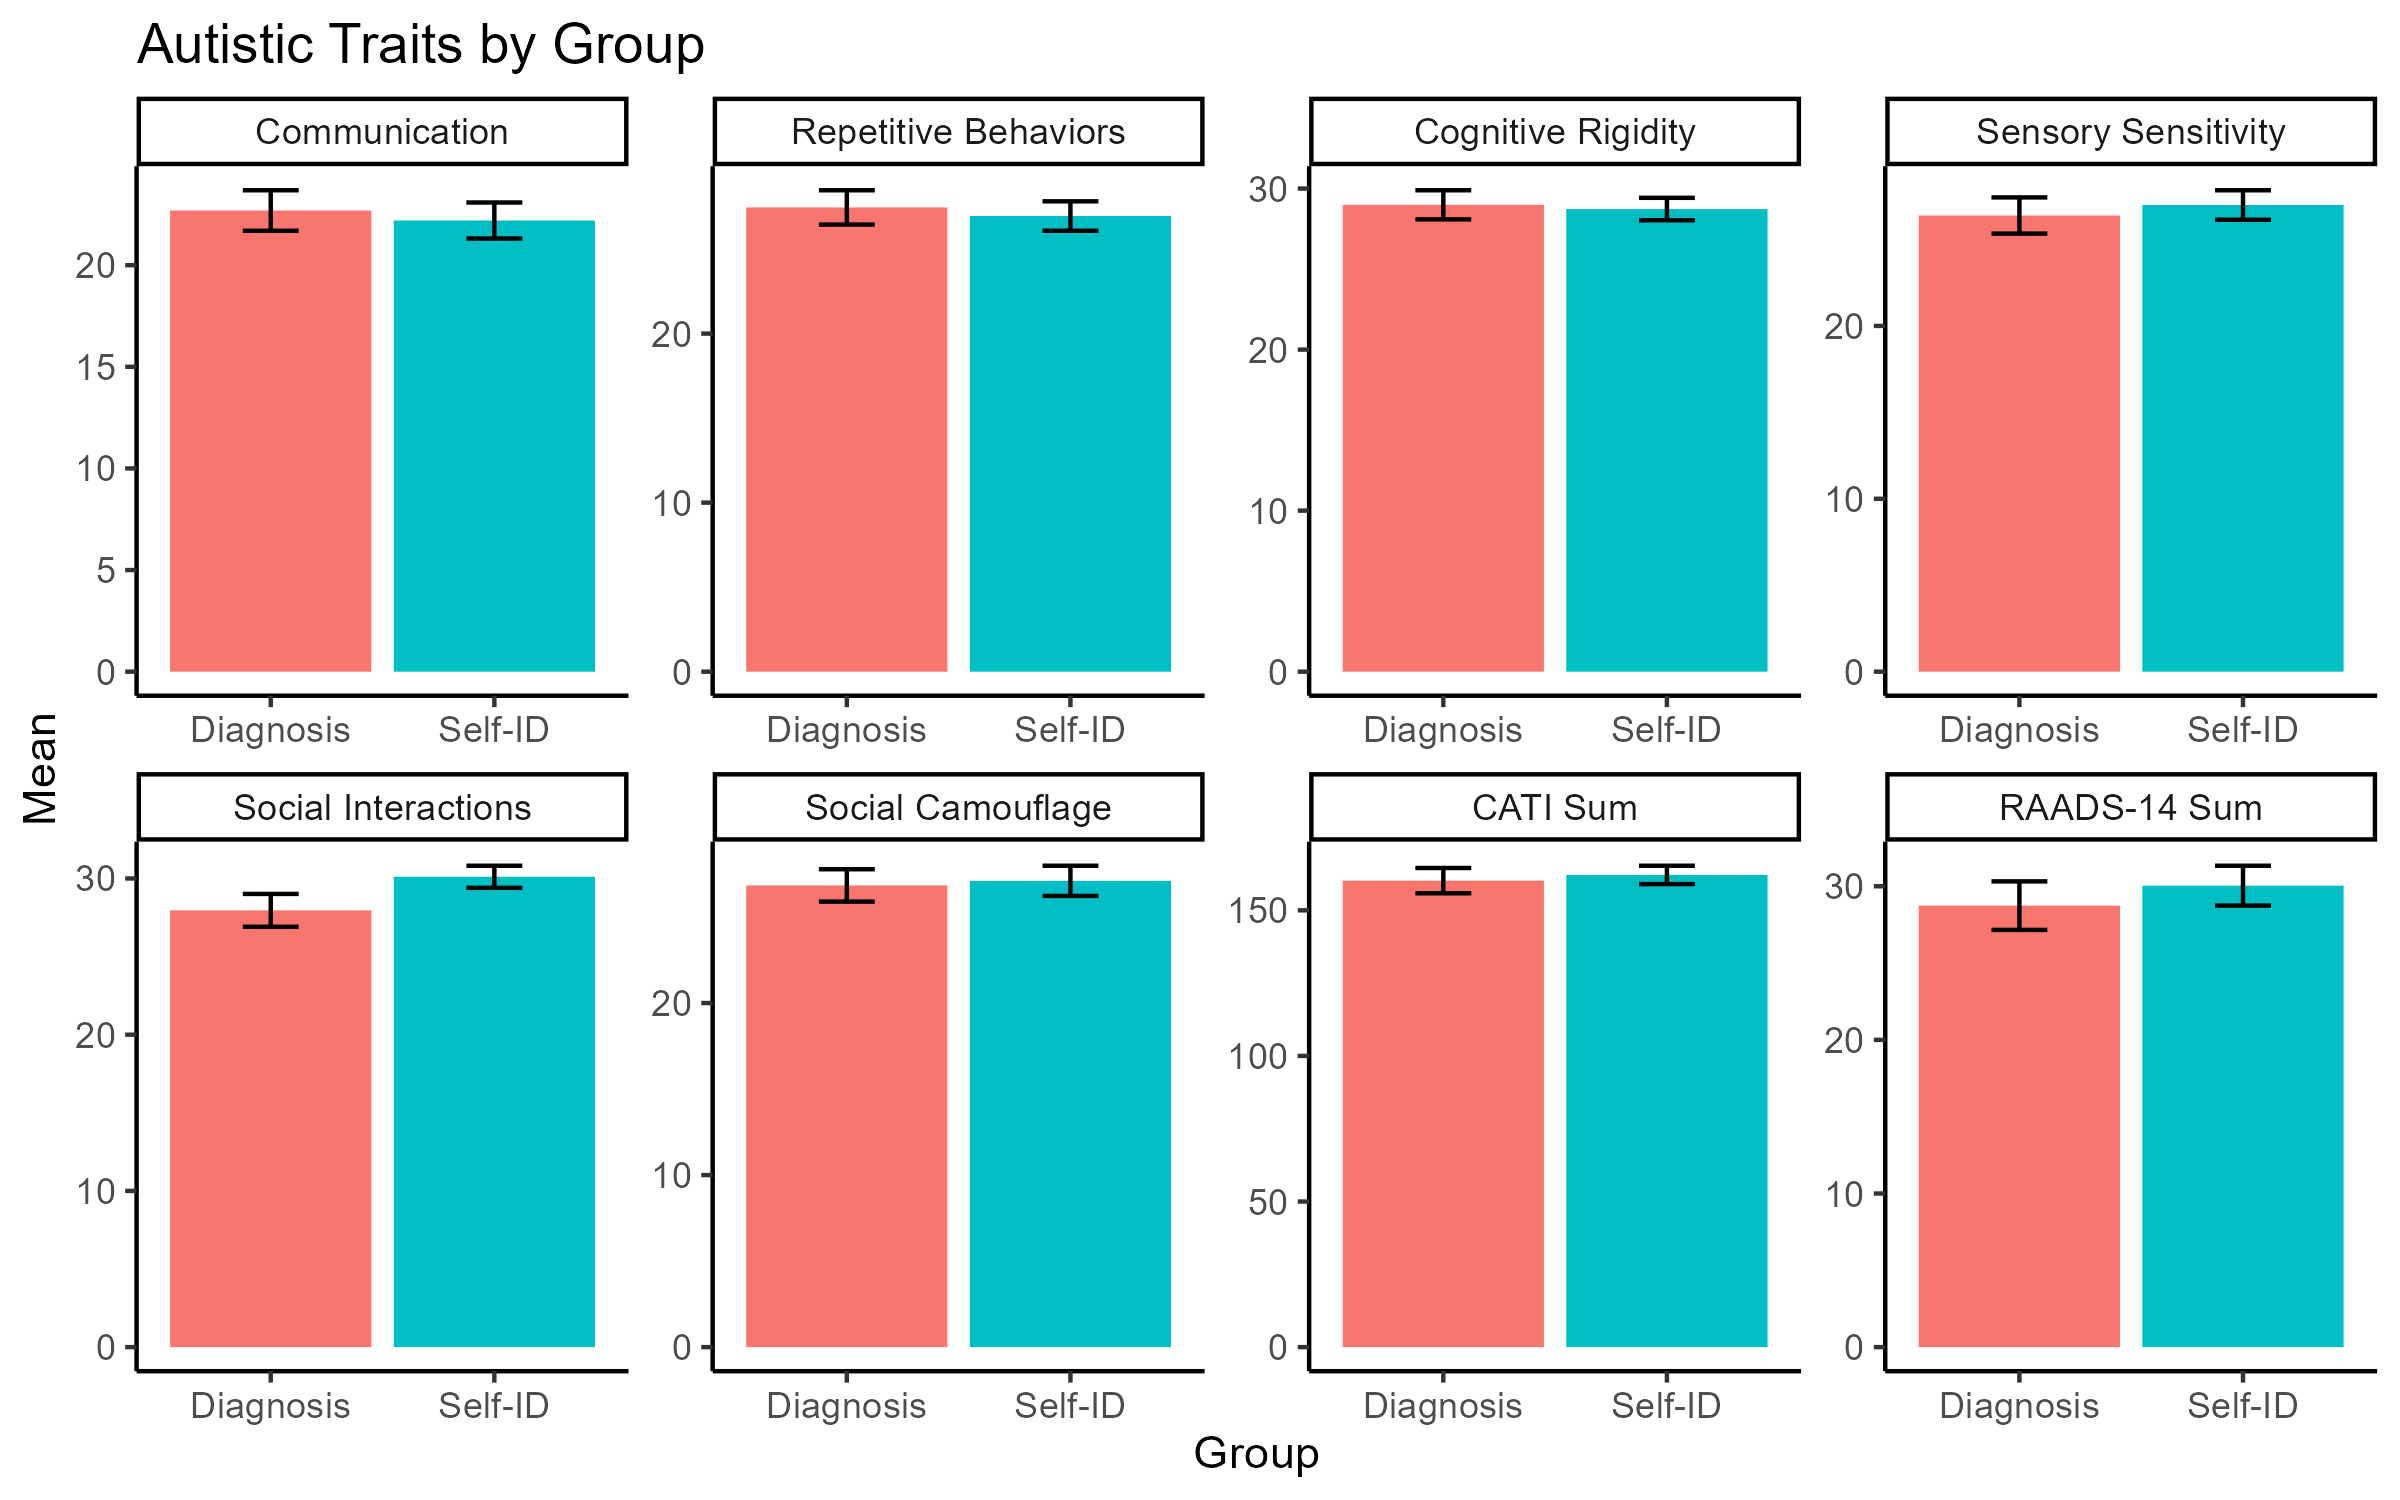 Autistic Traits by Group
Communication
Repetitive Behaviors
Cognitive Rigidity
Sensory Sensitivity
20
15
10
5
0
20
10
0
30
20
10
0
20
10
0
Diagnosis Self-ID
Diagnosis Self-ID
Diagnosis Self-ID
Diagnosis Self-ID
Mean
Social Interactions
Social Camouflage
CATI Sum
RAADS-14 Sum
30
20
10
0
20
10
0
150
100
50
0
30
20
10
0
Diagnosis Self-ID
Diagnosis Self-ID
Diagnosis Self-ID
Diagnosis Self-ID
Group